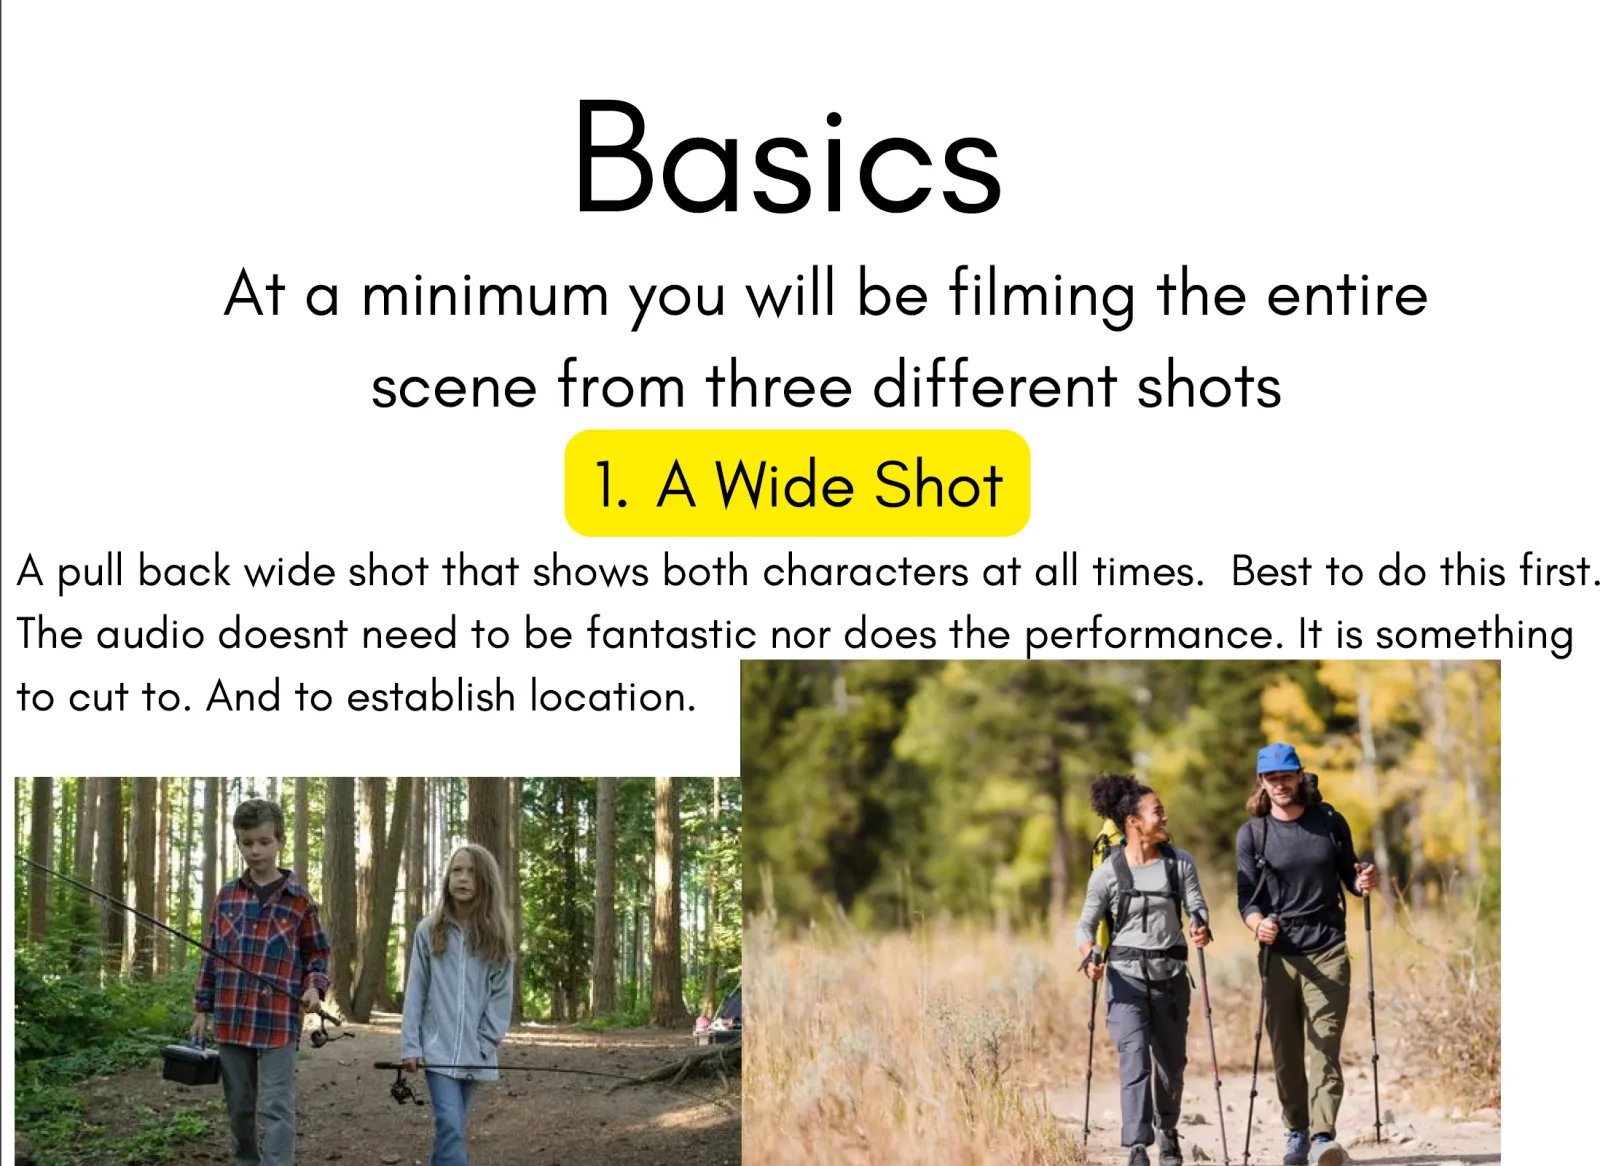 Basics
At a minimum you will be filming the entire
scene from three different shots
1. A Wide Shot
A pull back wide shot that shows both characters at all times. Best to do this first.
The audio doesnt need to be fantastic nor does the performance. It is something
to cut to. And to establish location.